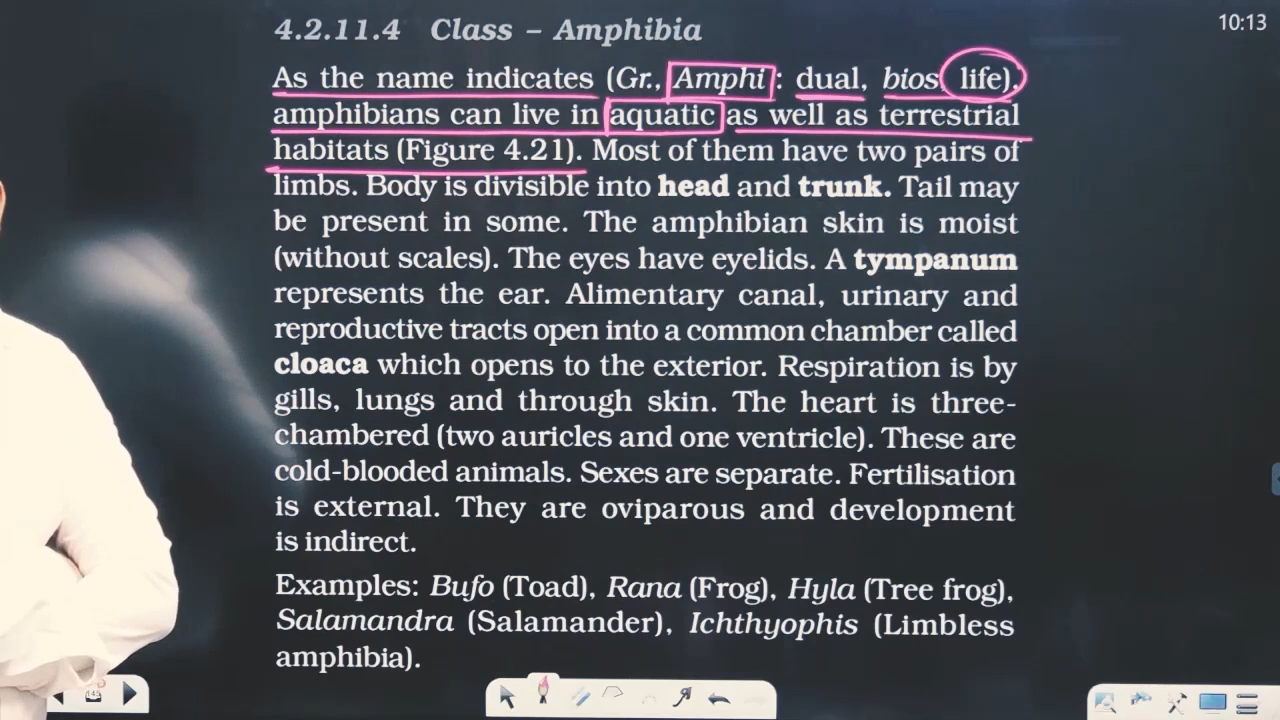 10:13
4.2.11.4 Class – Amphibia
As the name indicates (Gr., Amphi : dual, bios life),
amphibians can live in aquatic as well as terrestrial
habitats (Figure 4.21). Most of them have two pairs of
limbs. Body is divisible into head and trunk. Tail may
be present in some. The amphibian skin is moist
(without scales). The eyes have eyelids. A tympanum
represents the ear. Alimentary canal, urinary and
reproductive tracts open into a common chamber called
cloaca which opens to the exterior. Respiration is by
gills, lungs and through skin. The heart is three-
chambered (two auricles and one ventricle). These are
cold-blooded animals. Sexes are separate. Fertilisation
is external. They are oviparous and development
is indirect.
Examples: Bufo (Toad), Rana (Frog), Hyla (Tree frog),
Salamandra (Salamander), Ichthyophis (Limbless
amphibia).
145